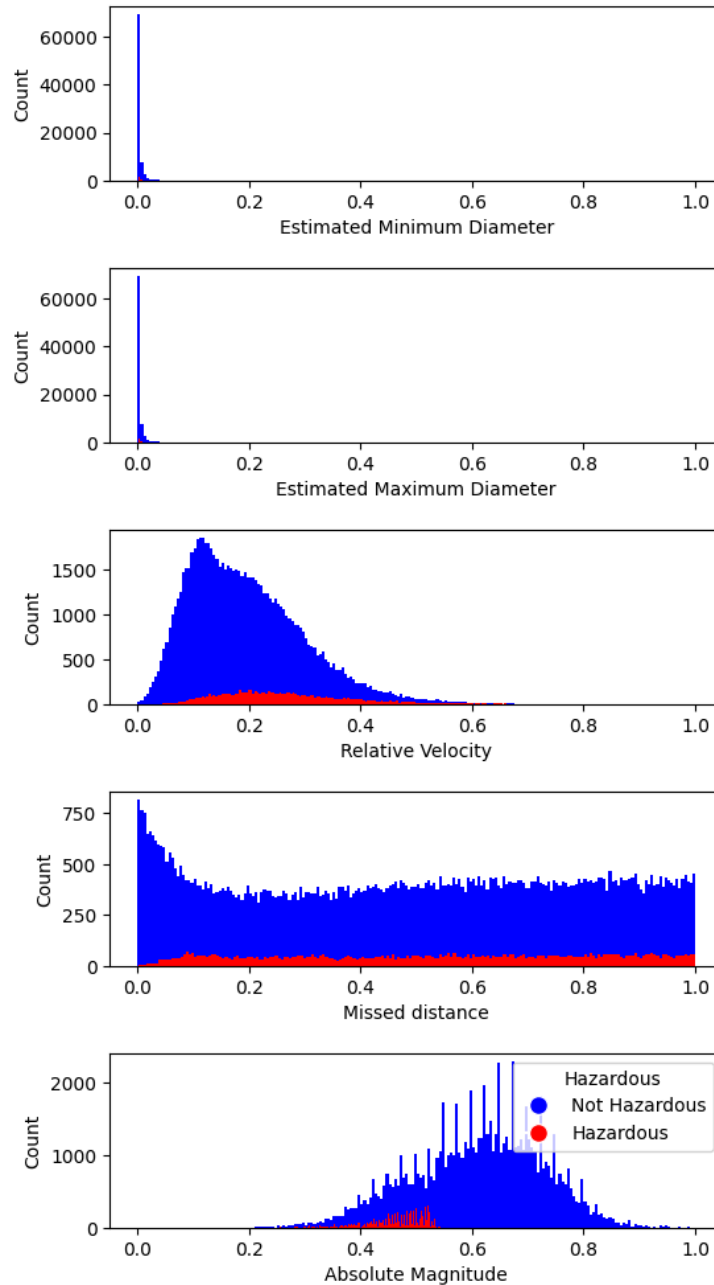 60000
40000
20000
0
Count
0.0 0.2 0.4 0.6 0.8 1.0
Estimated Minimum Diameter
60000
40000
20000
0
Count
0.0 0.2 0.4 0.6 0.8 1.0
Estimated Maximum Diameter
1500
1000
500
0
Count
0.0 0.2 0.4 0.6 0.8 1.0
Relative Velocity
750
500
250
0
Count
0.0 0.2 0.4 0.6 0.8 1.0
Missed distance
2000
1000
0
Count
Hazardous
Not Hazardous
Hazardous
0.0 0.2 0.4 0.6 0.8 1.0
Absolute Magnitude